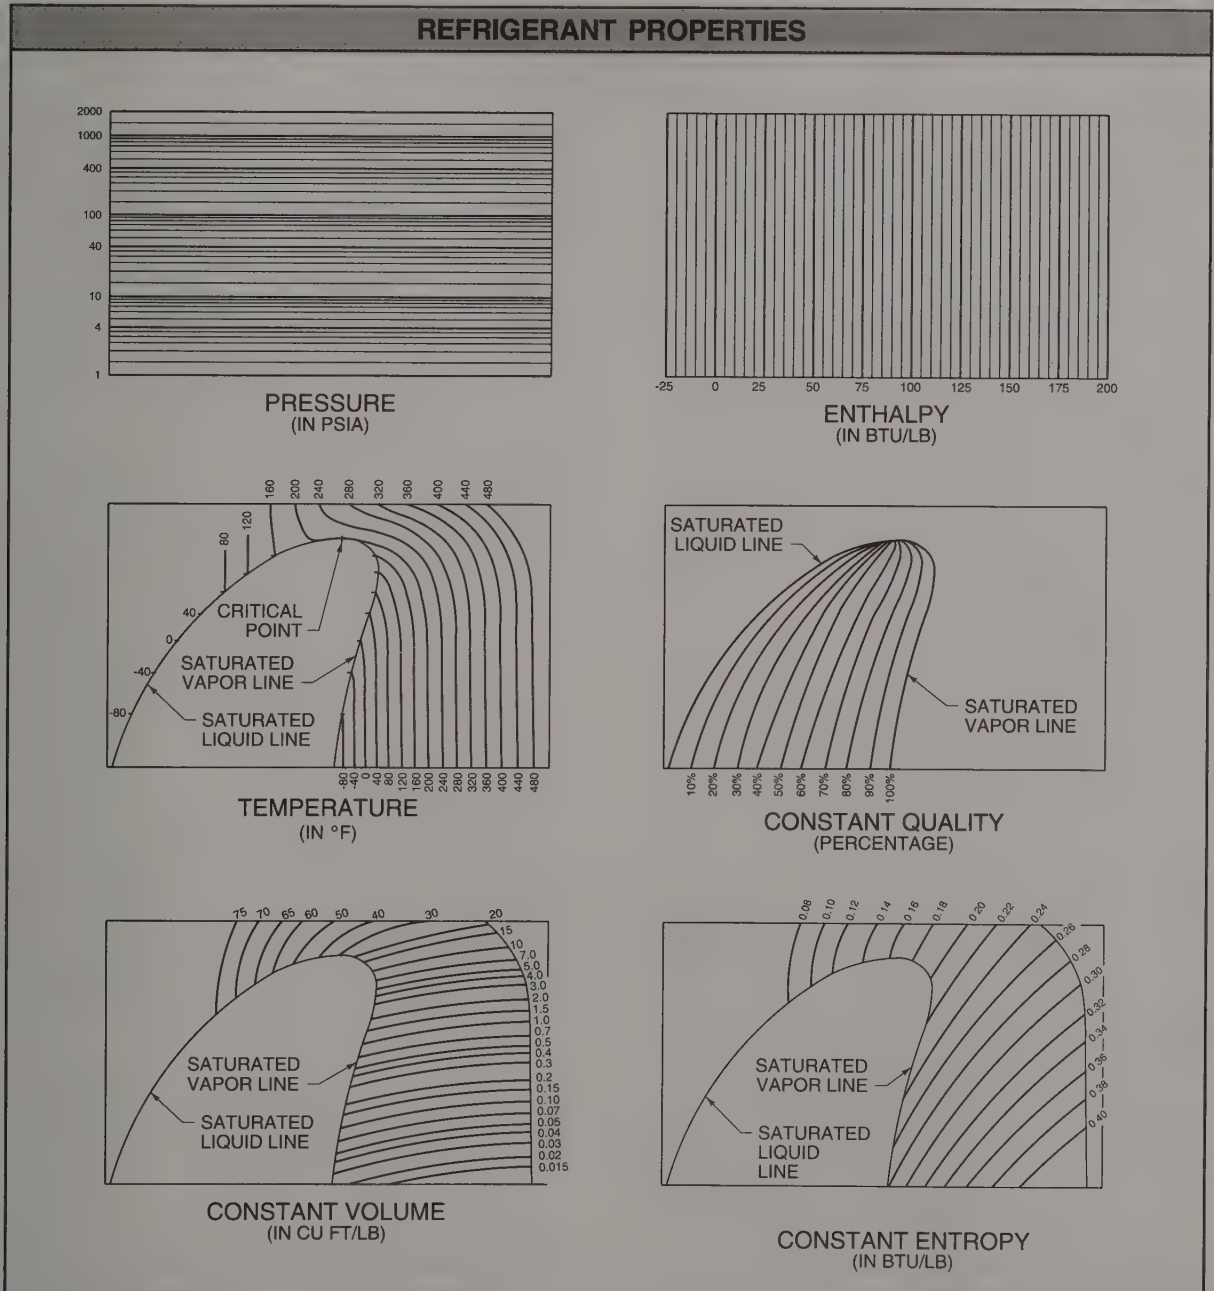 REFRIGERANT PROPERTIES
2000
1000
400
100
40
10
4
1
PRESSURE
(IN PSIA)
-25 0 25 50 75 100 125 150 175 200
ENTHALPY
(IN BTU/LB)
160 200 240 280 320 360 400 440 480
120
80
40
0
-40
-80
CRITICAL
POINT
SATURATED
VAPOR LINE
SATURATED
LIQUID LINE
-80 -40 0 40 80 120 160 200 240 280 320 360 400 440 480
TEMPERATURE
(IN °F)
SATURATED
LIQUID LINE
SATURATED
VAPOR LINE
10% 20% 30% 40% 50% 60% 70% 80% 90% 100%
CONSTANT QUALITY
(PERCENTAGE)
75 70 65 60 50 40 30 20
15
10
7.0
5.0
4.0
3.0
2.0
1.5
1.0
0.7
0.5
0.4
0.3
0.2
0.15
0.10
0.07
0.05
0.04
0.03
0.02
0.015
SATURATED
VAPOR LINE
SATURATED
LIQUID LINE
CONSTANT VOLUME
(IN CU FT/LB)
0.08 0.10 0.12 0.14 0.16 0.18 0.20 0.22 0.24
0.26
0.28
0.30
0.32
0.34
0.36
0.38
0.40
SATURATED
VAPOR LINE
SATURATED
LIQUID
LINE
CONSTANT ENTROPY
(IN BTU/LB)